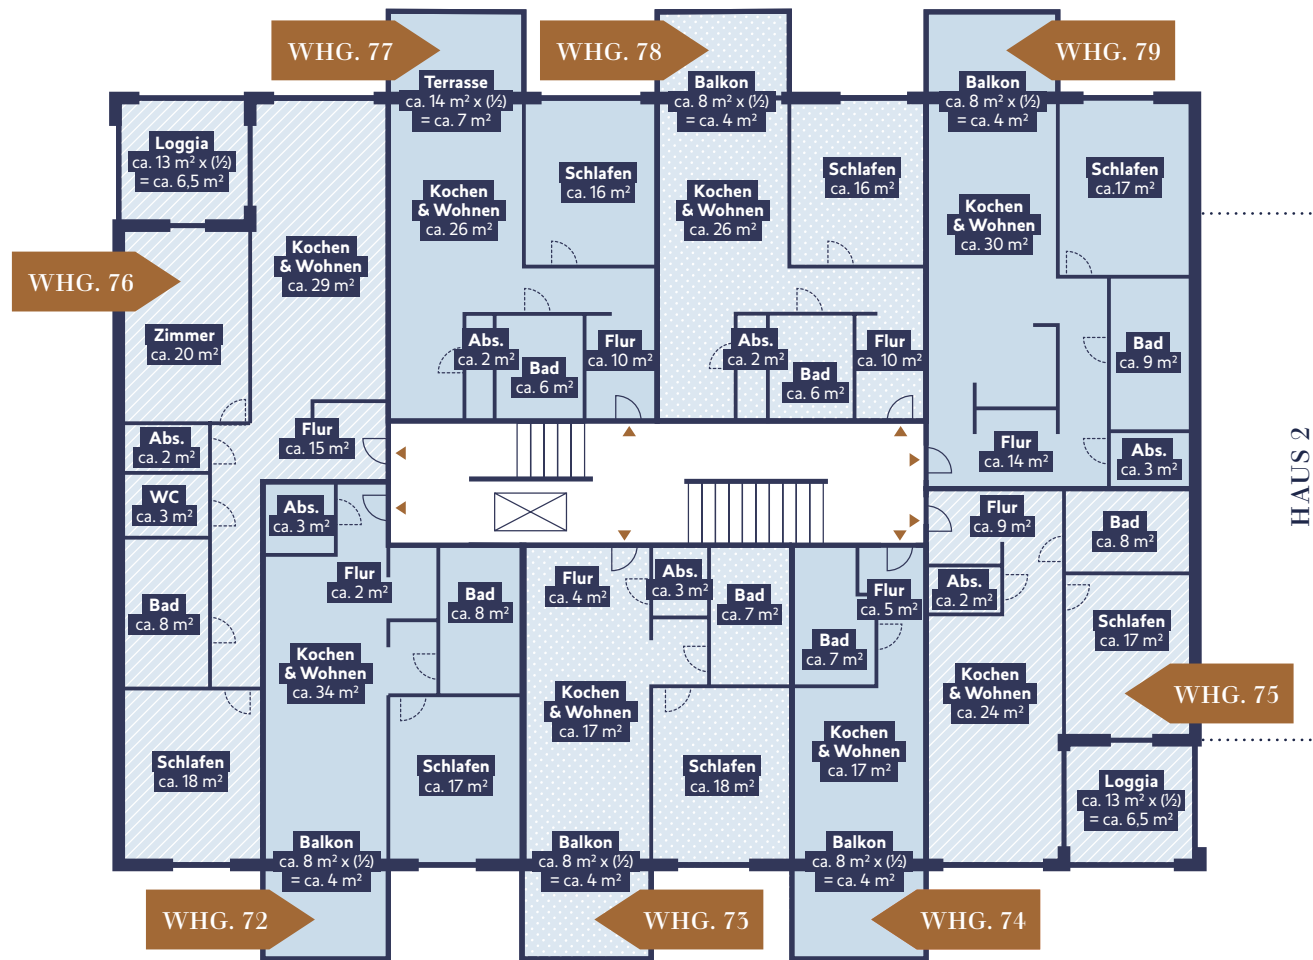 WHG. 77
WHG. 78
WHG. 79
Terrasse
ca. 14 m² x (½)
= ca. 7 m²
Balkon
ca. 8 m² x (½)
= ca. 4 m²
Balkon
ca. 8 m² x (½)
= ca. 4 m²
Loggia
ca. 13 m² x (½)
= ca. 6,5 m²
Schlafen
ca. 16 m²
Schlafen
ca. 16 m²
Schlafen
ca.17 m²
Kochen
& Wohnen
ca. 26 m²
Kochen
& Wohnen
ca. 26 m²
Kochen
& Wohnen
ca. 30 m²
Kochen
& Wohnen
ca. 29 m²
WHG. 76
Zimmer
ca. 20 m²
Abs.
ca. 2 m²
Bad
ca. 6 m²
Flur
ca. 10 m²
Abs.
ca. 2 m²
Bad
ca. 6 m²
Flur
ca. 10 m²
Bad
ca. 9 m²
Abs.
ca. 2 m²
Flur
ca. 15 m²
Flur
ca. 14 m²
Abs.
ca. 3 m²
HAUS 2
WC
ca. 3 m²
Abs.
ca. 3 m²
Flur
ca. 9 m²
Bad
ca. 8 m²
Bad
ca. 8 m²
Flur
ca. 2 m²
Bad
ca. 8 m²
Flur
ca. 4 m²
Abs.
ca. 3 m²
Bad
ca. 7 m²
Flur
ca. 5 m²
Abs.
ca. 2 m²
Bad
ca. 7 m²
Schlafen
ca. 17 m²
Kochen
& Wohnen
ca. 34 m²
Kochen
& Wohnen
ca. 17 m²
Kochen
& Wohnen
ca. 24 m²
WHG. 75
Schlafen
ca. 18 m²
Schlafen
ca. 17 m²
Schlafen
ca. 18 m²
Kochen
& Wohnen
ca. 17 m²
Loggia
ca. 13 m² x (½)
= ca. 6,5 m²
Balkon
ca. 8 m² x (½)
= ca. 4 m²
Balkon
ca. 8 m² x (½)
= ca. 4 m²
Balkon
ca. 8 m² x (½)
= ca. 4 m²
WHG. 72
WHG. 73
WHG. 74